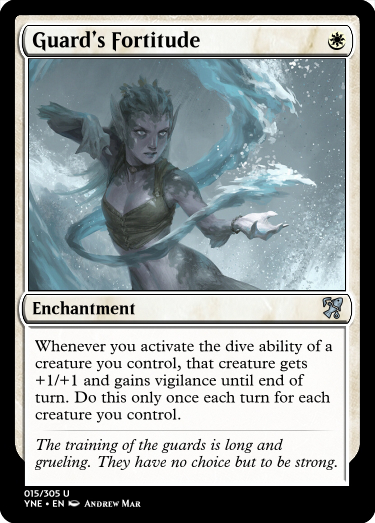 Guard's Fortitude
Enchantment
Whenever you activate the dive ability of a
creature you control, that creature gets
+1/+1 and gains vigilance until end of
turn. Do this only once each turn for each
creature you control.
The training of the guards is long and
grueling. They have no choice but to be strong.
015/305 U
YNE • EN Andrew Mar